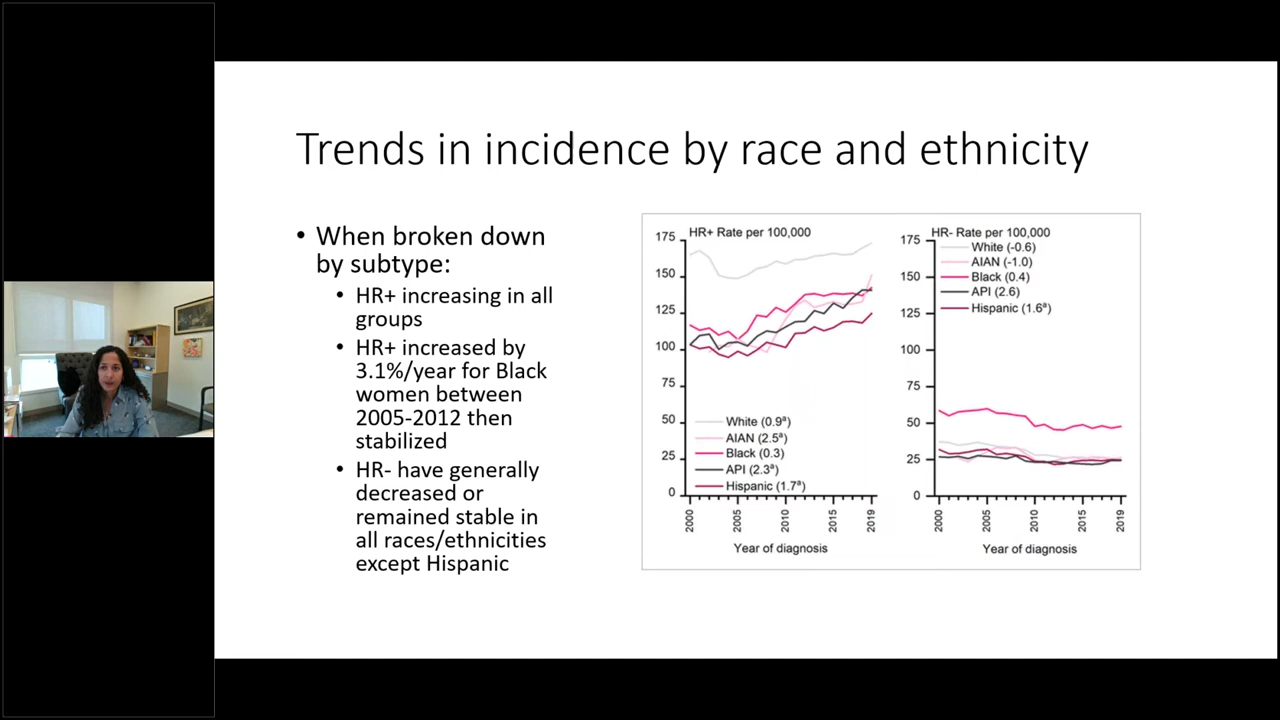 Trends in incidence by race and ethnicity
• When broken down
by subtype:
• HR+ increasing in all
groups
• HR+ increased by
3.1%/year for Black
women between
2005-2012 then
stabilized
• HR- have generally
decreased or
remained stable in
all races/ethnicities
except Hispanic
HR+ Rate per 100,000
175
150
125
100
75
50
25
0
White (0.9ª)
AIAN (2.5ª)
Black (0.3)
API (2.3ª)
Hispanic (1.7ª)
2000
2005
2010
2015
2019
Year of diagnosis
HR- Rate per 100,000
175
150
125
100
75
50
25
0
White (-0.6)
AIAN (-1.0)
Black (0.4)
API (2.6)
Hispanic (1.6ª)
2000
2005
2010
2015
2019
Year of diagnosis